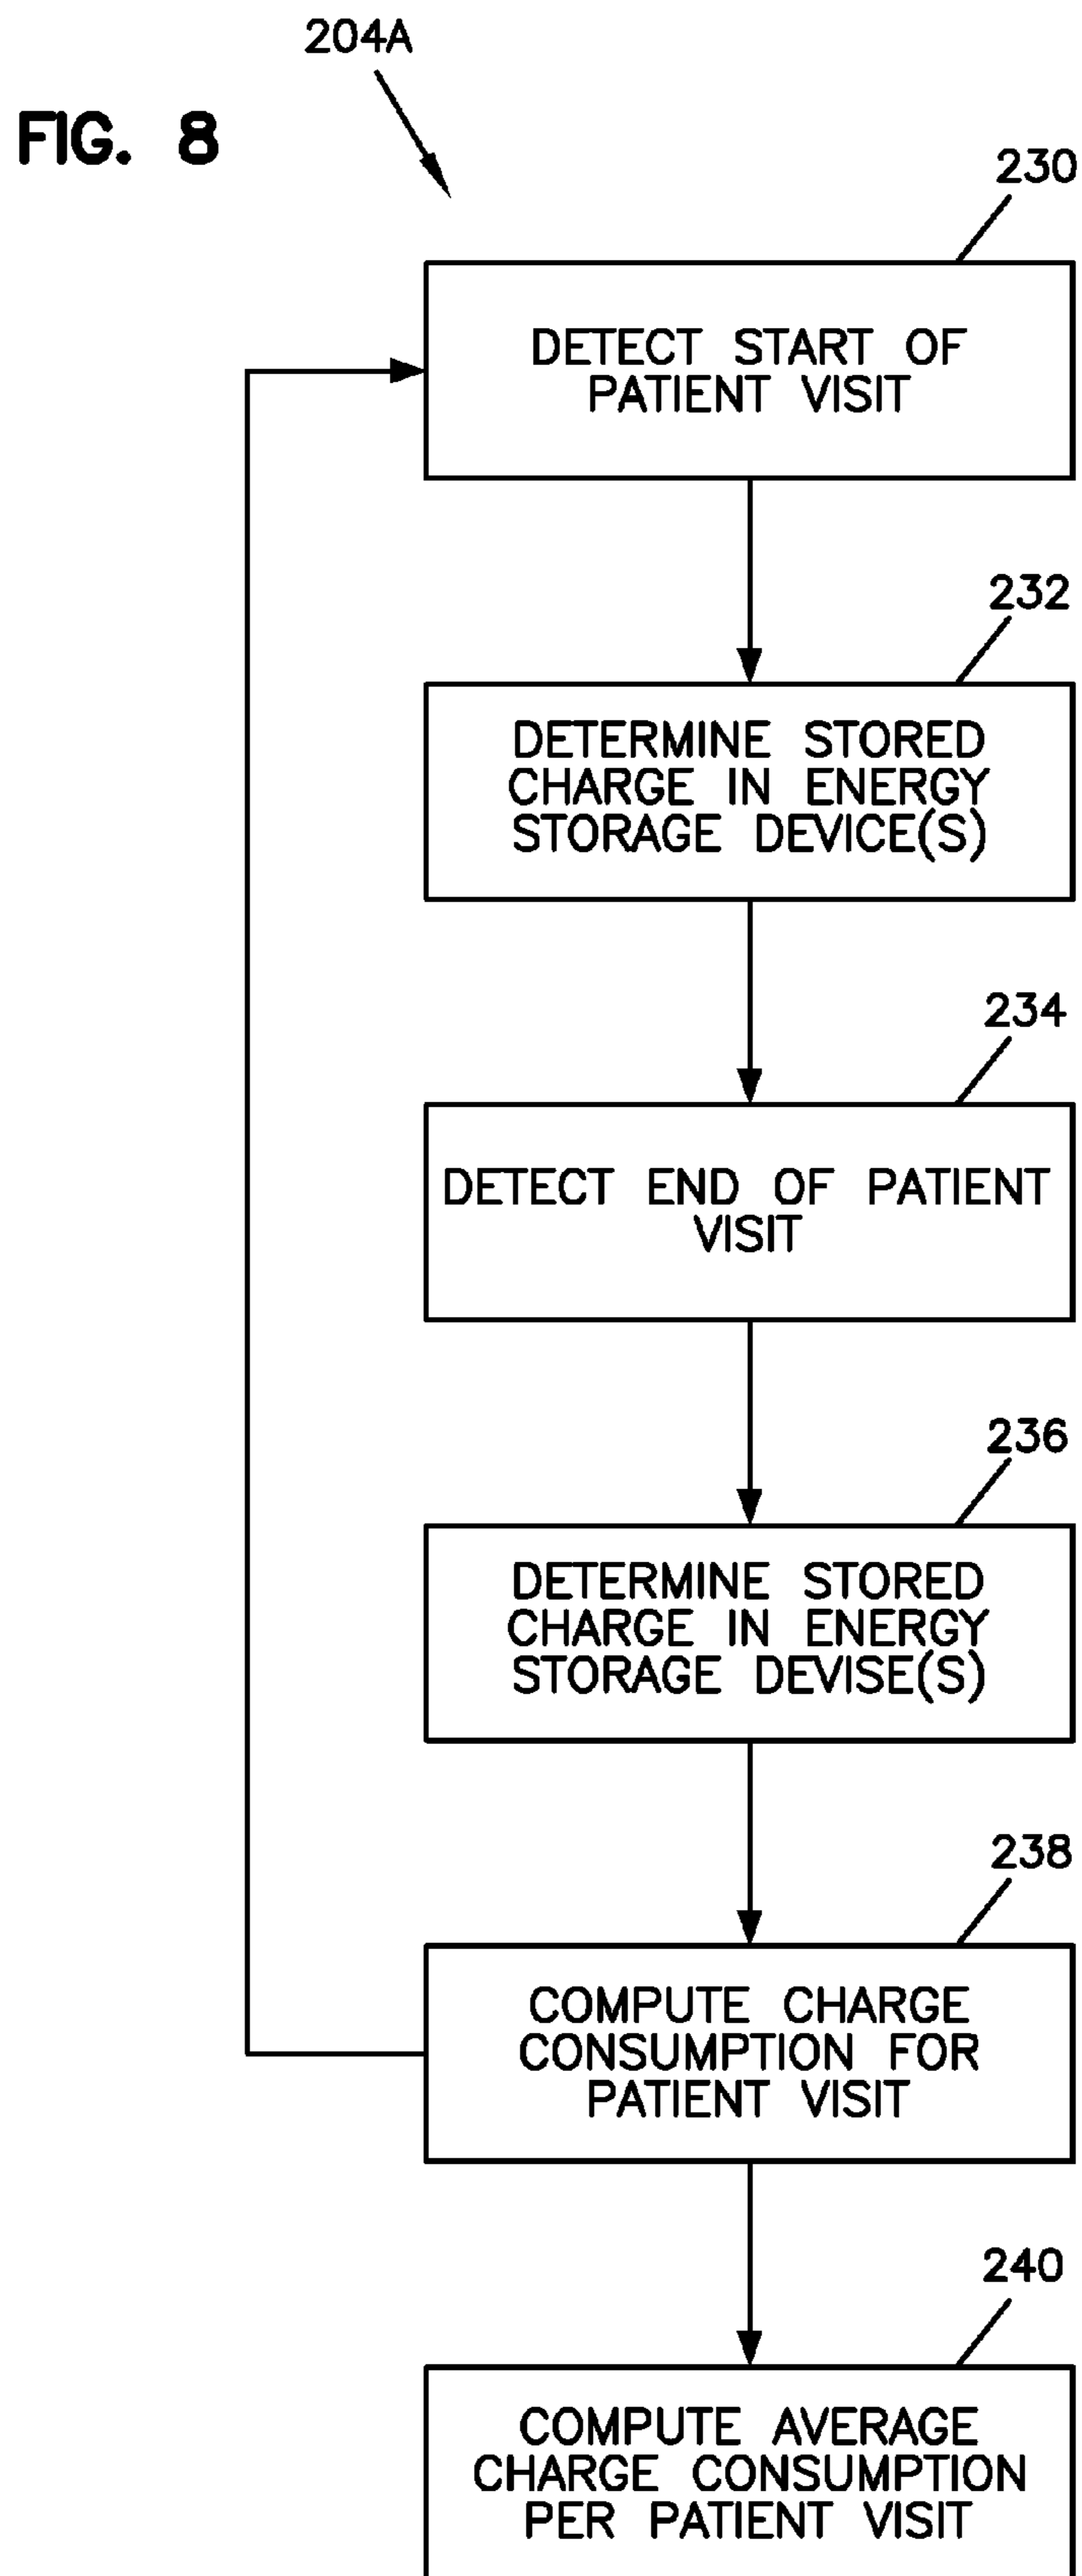 204A
FIG. 8
230
DETECT START OF
PATIENT VISIT
232
DETERMINE STORED
CHARGE IN ENERGY
STORAGE DEVICE(S)
234
DETECT END OF PATIENT
VISIT
236
DETERMINE STORED
CHARGE IN ENERGY
STORAGE DEVISE(S)
238
COMPUTE CHARGE
CONSUMPTION FOR
PATIENT VISIT
240
COMPUTE AVERAGE
CHARGE CONSUMPTION
PER PATIENT VISIT